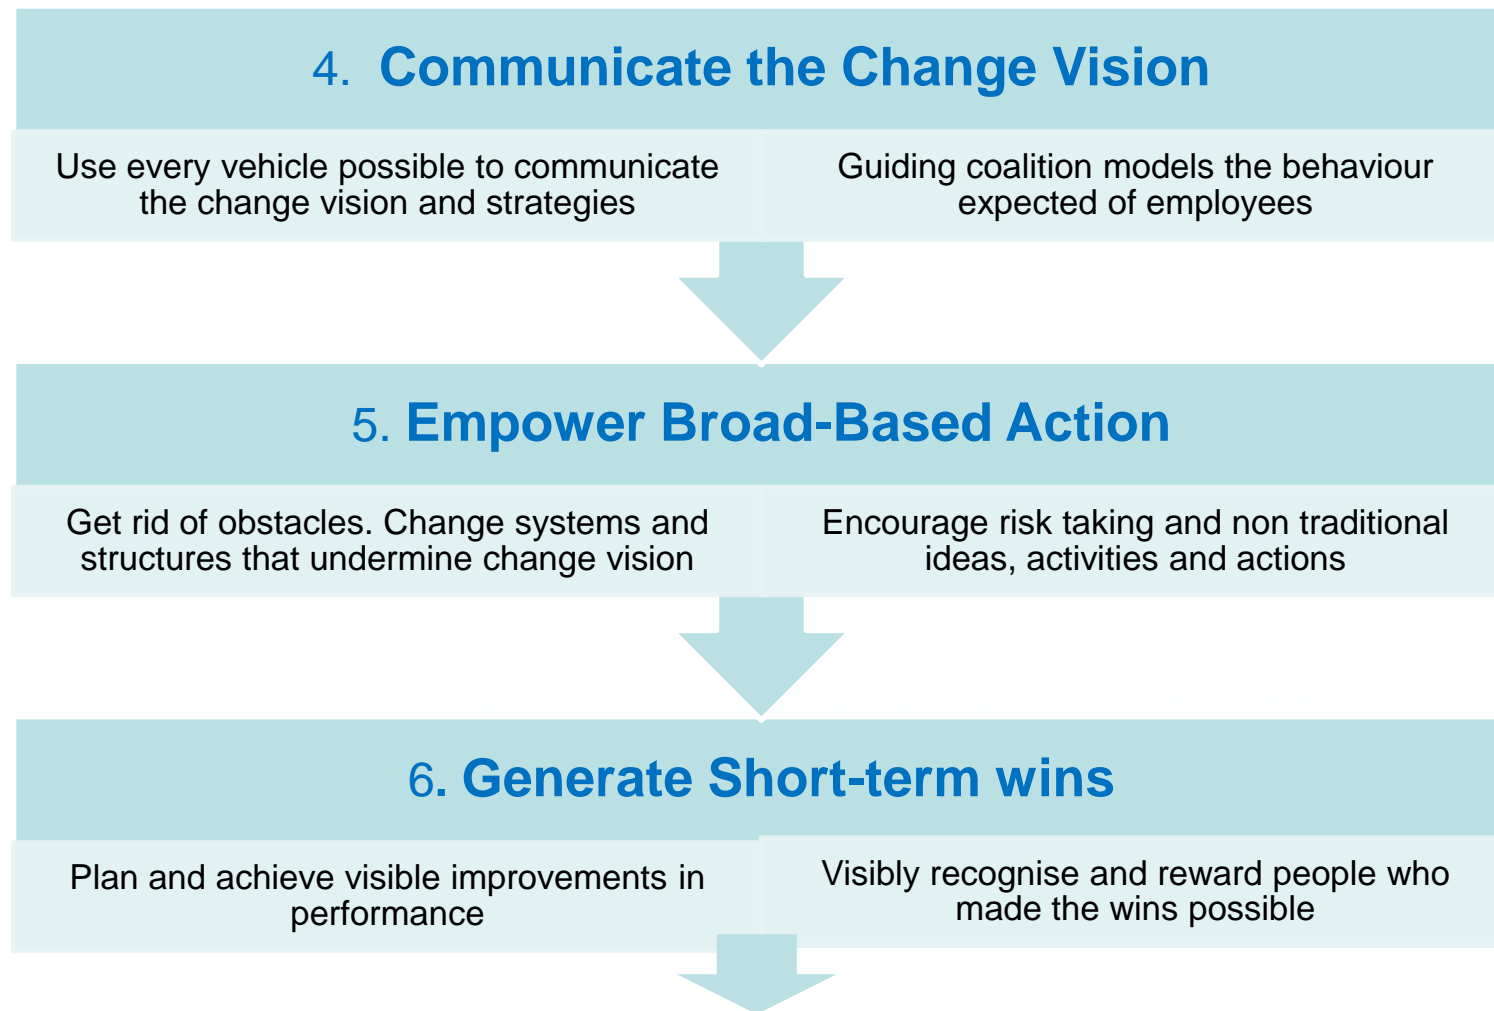 4. Communicate the Change Vision
Use every vehicle possible to communicate
the change vision and strategies
Guiding coalition models the behaviour
expected of employees
5. Empower Broad-Based Action
Get rid of obstacles. Change systems and
structures that undermine change vision
Encourage risk taking and non traditional
ideas, activities and actions
6. Generate Short-term wins
Plan and achieve visible improvements in
performance
Visibly recognise and reward people who
made the wins possible